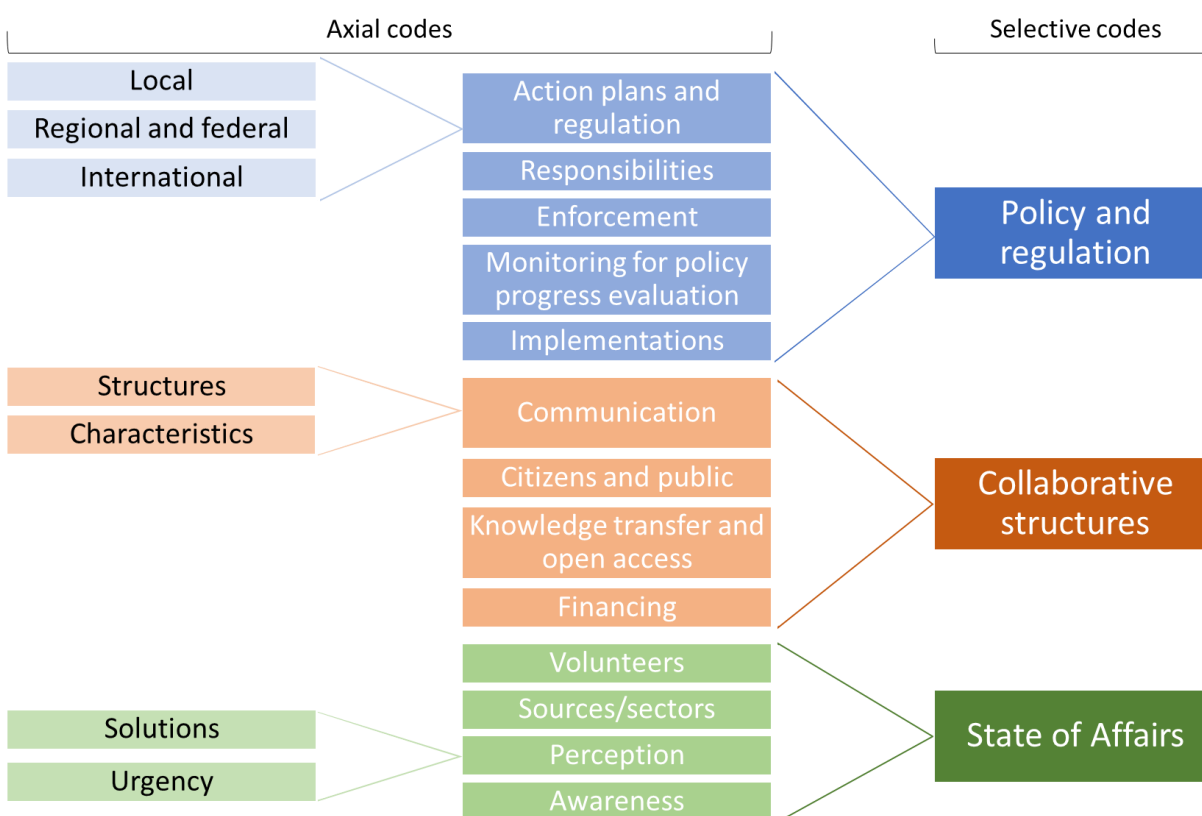 Axial codes
Selective codes
Local
Regional and federal
International
Action plans and
regulation
Responsibilities
Enforcement
Monitoring for policy
progress evaluation
Implementations
Policy and
regulation
Structures
Characteristics
Communication
Citizens and public
Knowledge transfer and
open access
Financing
Collaborative
structures
Solutions
Urgency
Volunteers
Sources/sectors
Perception
Awareness
State of Affairs